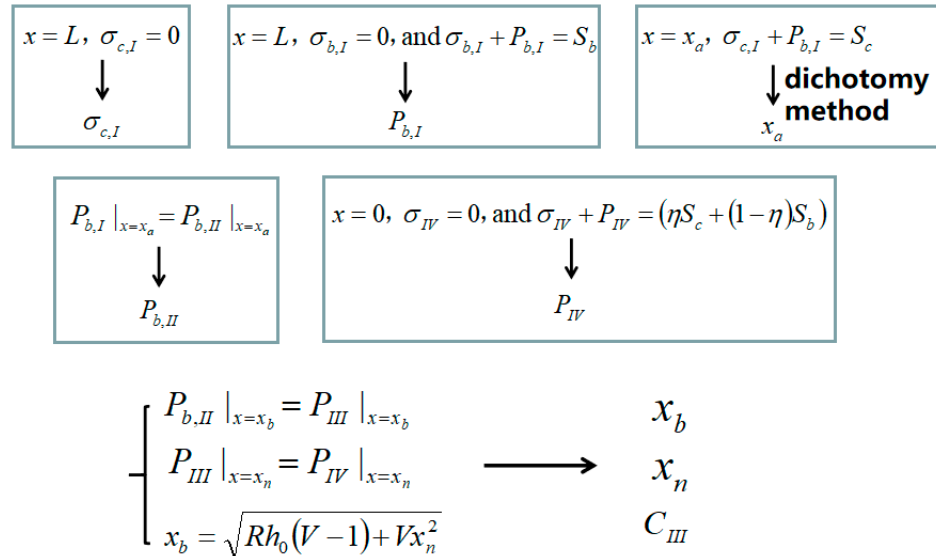 x = L, σ_{c,I} = 0
σ_{c,I}
x = L, σ_{b,I} = 0, and σ_{b,I} + P_{b,I} = S_b
P_{b,I}
x = x_a, σ_{c,I} + P_{b,I} = S_c
dichotomy
method
x_a
P_{b,I} |_{x=x_a} = P_{b,II} |_{x=x_a}
P_{b,II}
x = 0, σ_{IV} = 0, and σ_{IV} + P_{IV} = (ηS_c + (1−η)S_b)
P_{IV}
P_{b,II} |_{x=x_b} = P_{III} |_{x=x_b}
P_{III} |_{x=x_n} = P_{IV} |_{x=x_n}
x_b = √(Rh_0(V−1) + Vx_n^2)
x_b
x_n
C_{III}